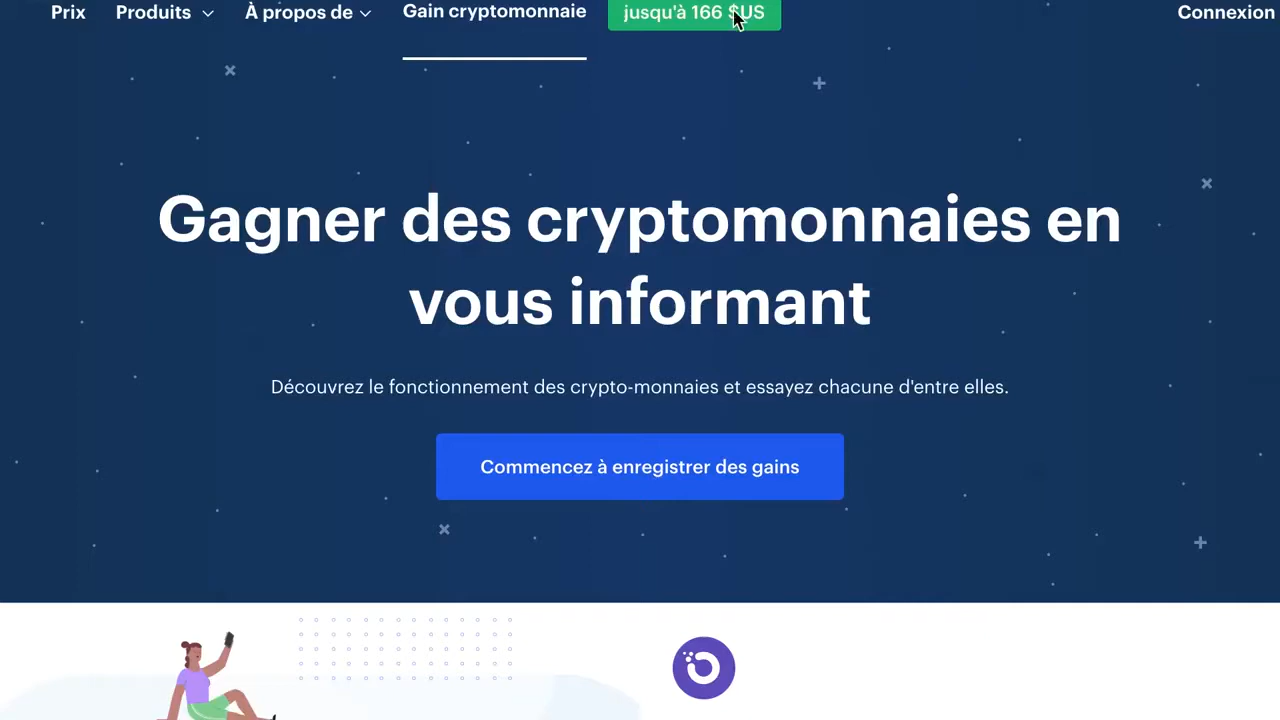 Prix Produits À propos de Gain cryptomonnaie jusqu'à 166 $US Connexion
Gagner des cryptomonnaies en
vous informant
Découvrez le fonctionnement des crypto-monnaies et essayez chacune d'entre elles.
Commencez à enregistrer des gains